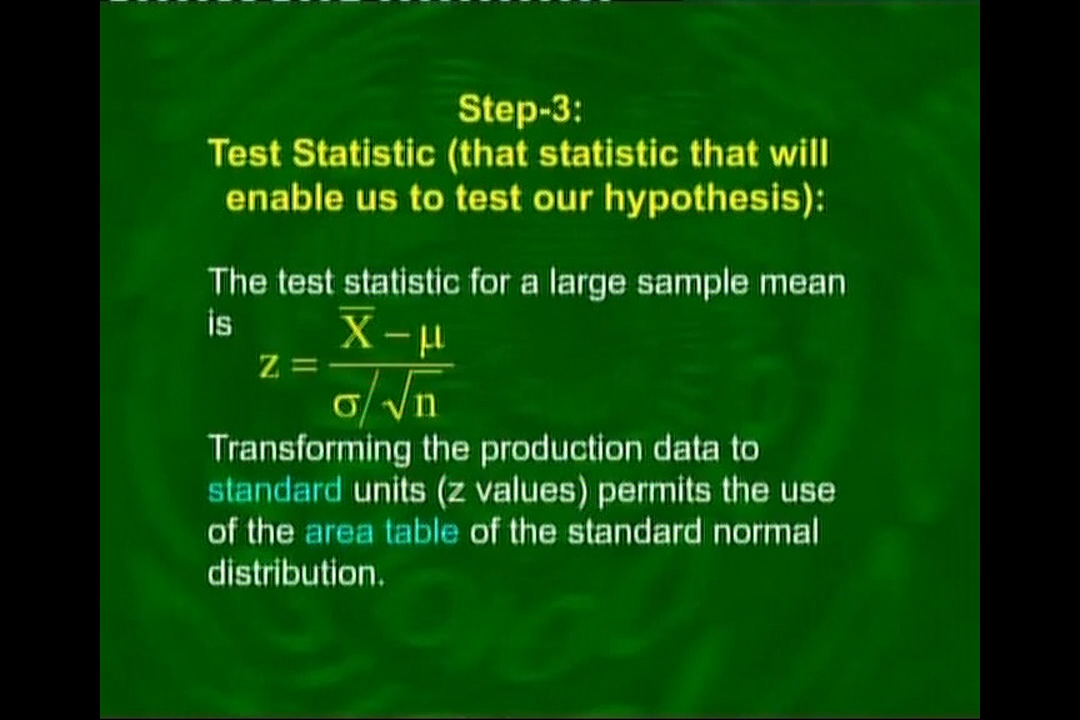 Step-3:
Test Statistic (that statistic that will
enable us to test our hypothesis):
The test statistic for a large sample mean
is
z = (X̅ – μ) / (σ/√n)
Transforming the production data to
standard units (z values) permits the use
of the area table of the standard normal
distribution.